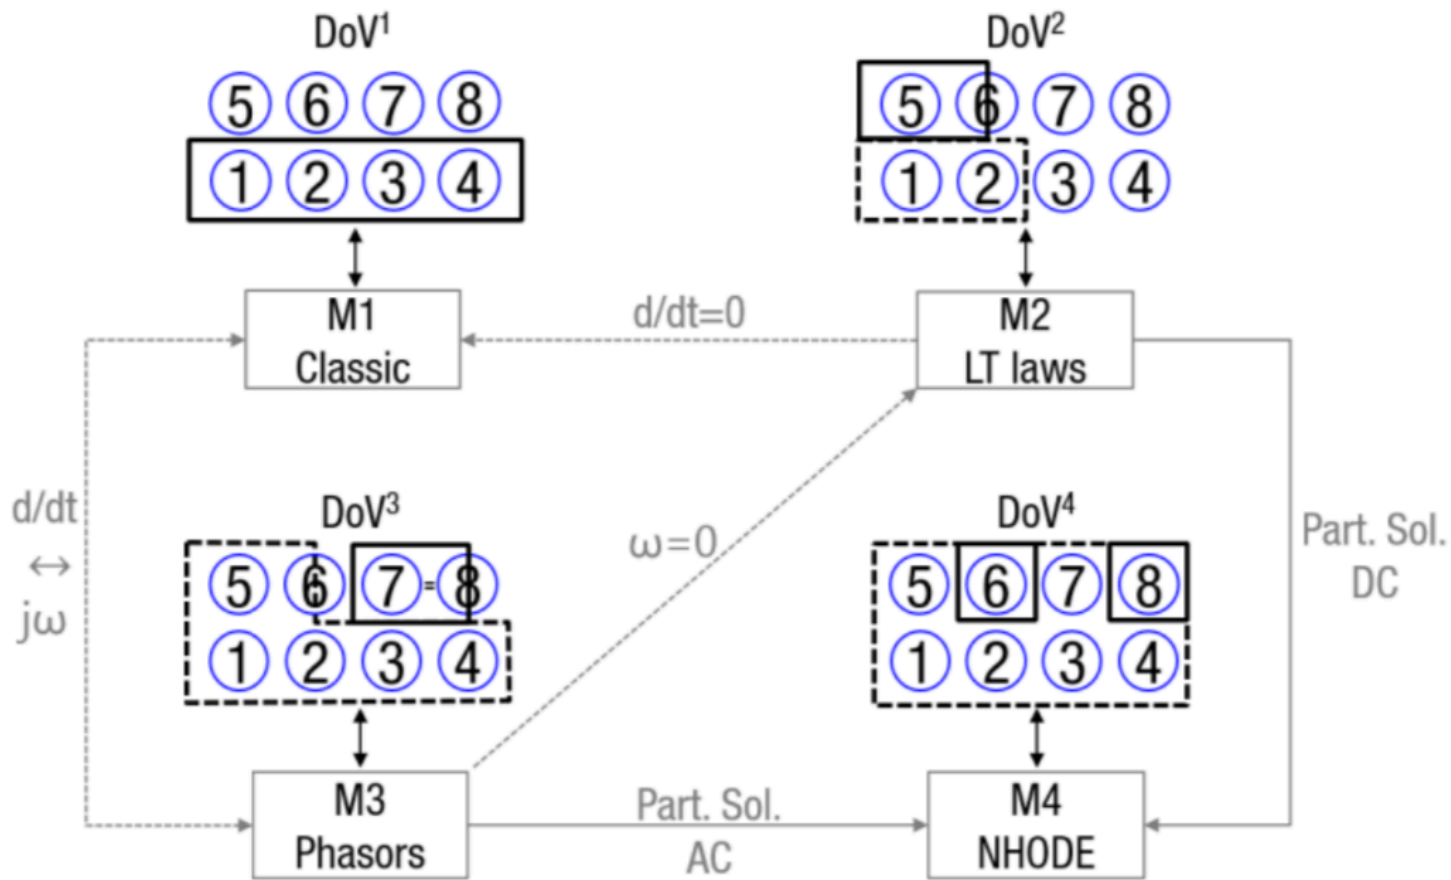 DoV¹
DoV²
5 6 7 8
5 6 7 8
1 2 3 4
1 2 3 4
M1
Classic
d/dt=0
M2
LT laws
d/dt
↔
jω
ω=0
Part. Sol.
DC
DoV³
DoV⁴
5 6 7=8
5 6 7 8
1 2 3 4
1 2 3 4
M3
Phasors
Part. Sol.
AC
M4
NHODE